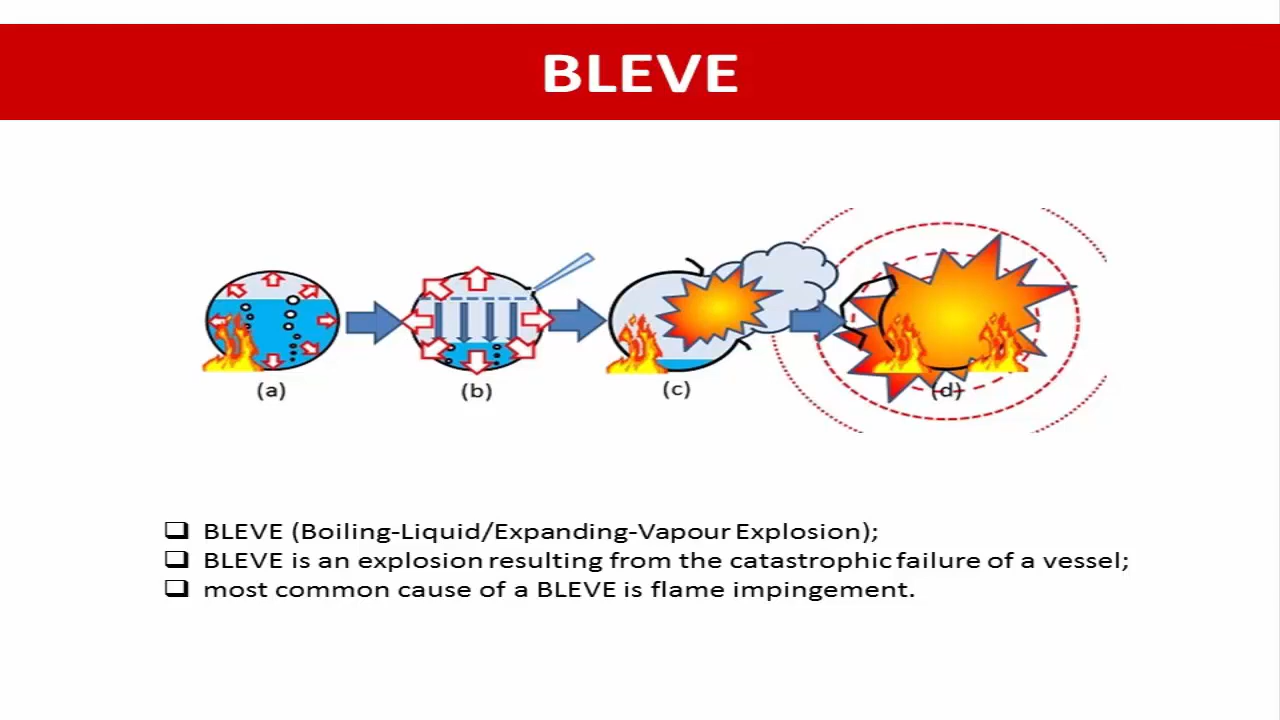 BLEVE
(a)
(b)
(c)
(d)
BLEVE (Boiling-Liquid/Expanding-Vapour Explosion);
BLEVE is an explosion resulting from the catastrophic failure of a vessel;
most common cause of a BLEVE is flame impingement.